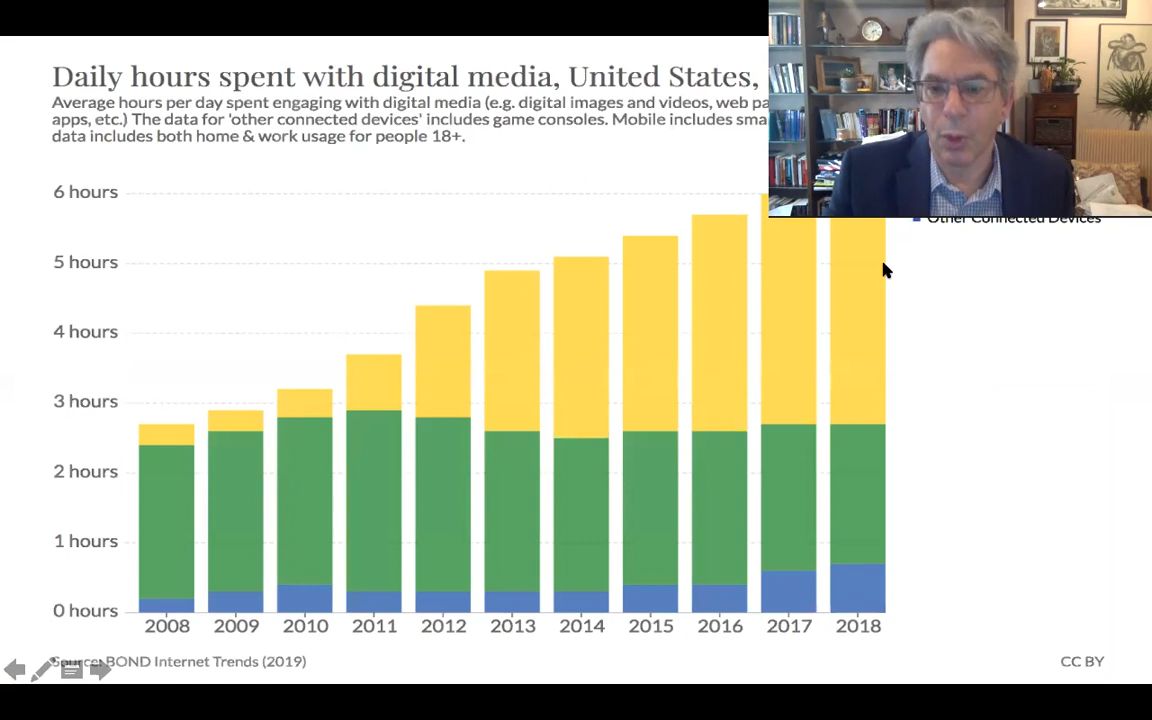 Daily hours spent with digital media, United States,
Average hours per day spent engaging with digital media (e.g. digital images and videos, web pa
apps, etc.) The data for 'other connected devices' includes game consoles. Mobile includes sma
data includes both home & work usage for people 18+.
6 hours
Other Connected Devices
5 hours
4 hours
3 hours
2 hours
1 hours
0 hours
2008 2009 2010 2011 2012 2013 2014 2015 2016 2017 2018
Source: BOND Internet Trends (2019)
CC BY